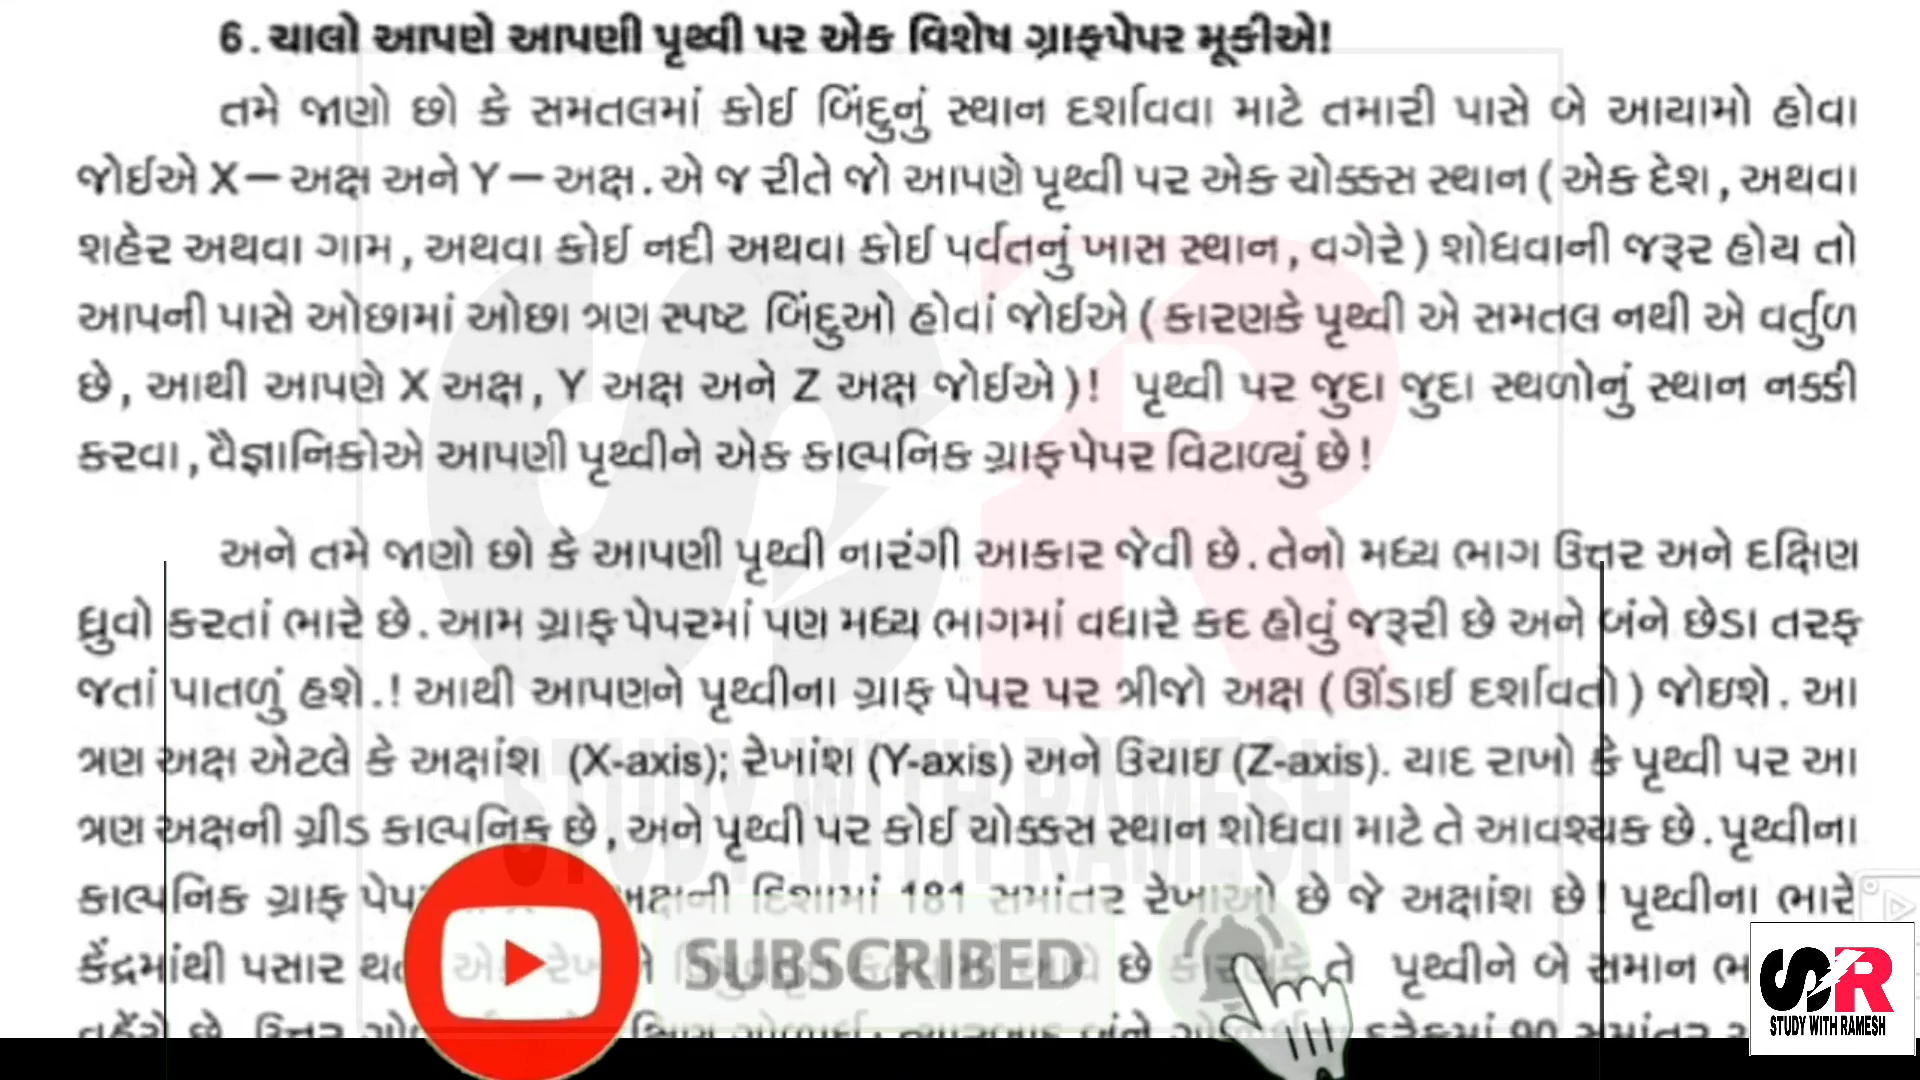 6. ચાલો આપણે આપણી પૃથ્વી પર એક વિશેષ ગ્રાફપેપર મૂકીએ!
તમે જાણો છો કે સમતલમાં કોઈ બિંદુનું સ્થાન દર્શાવવા માટે તમારી પાસે બે આયામો હોવા
જોઈએ X – અક્ષ અને Y – અક્ષ. એ જ રીતે જો આપણે પૃથ્વી પર એક ચોક્કસ સ્થાન ( એક દેશ, અથવા
શહેર અથવા ગામ, અથવા કોઈ નદી અથવા કોઈ પર્વતનું ખાસ સ્થાન, વગેરે ) શોધવાની જરૂર હોય તો
આપની પાસે ઓછામાં ઓછા ત્રણ સ્પષ્ટ બિંદુઓ હોવાં જોઈએ ( કારણકે પૃથ્વી એ સમતલ નથી એ વર્તુળ
છે, આથી આપણે X અક્ષ, Y અક્ષ અને Z અક્ષ જોઈએ )! પૃથ્વી પર જુદા જુદા સ્થળોનું સ્થાન નક્કી
કરવા, વૈજ્ઞાનિકોએ આપણી પૃથ્વીને એક કાલ્પનિક ગ્રાફ પેપર વિટાળ્યું છે!
અને તમે જાણો છો કે આપણી પૃથ્વી નારંગી આકાર જેવી છે. તેનો મધ્ય ભાગ ઉત્તર અને દક્ષિણ
ધ્રુવો કરતાં ભારે છે. આમ ગ્રાફ પેપરમાં પણ મધ્ય ભાગમાં વધારે કદ હોવું જરૂરી છે અને બંને છેડા તરફ
જતાં પાતળું હશે.! આથી આપણને પૃથ્વીના ગ્રાફ પેપર પર ત્રીજો અક્ષ ( ઊંડાઈ દર્શાવતો ) જોઇશે. આ
ત્રણ અક્ષ એટલે કે અક્ષાંશ (X-axis); રેખાંશ (Y-axis) અને ઉંચાઇ (Z-axis). યાદ રાખો કે પૃથ્વી પર આ
ત્રણ અક્ષની ગ્રીડ કાલ્પનિક છે, અને પૃથ્વી પર કોઈ ચોક્કસ સ્થાન શોધવા માટે તે આવશ્યક છે. પૃથ્વીના
કાલ્પનિક ગ્રાફ અક્ષની દિશામાં 181 સમાંતર રેખાઓ છે જે અક્ષાંશ છે! પૃથ્વીના ભારે
કેંદ્રમાંથી પસાર છે તે પૃથ્વીને બે સમાન
SUBSCRIBED
STUDY WITH RAMESH
SR
STUDY WITH RAMESH